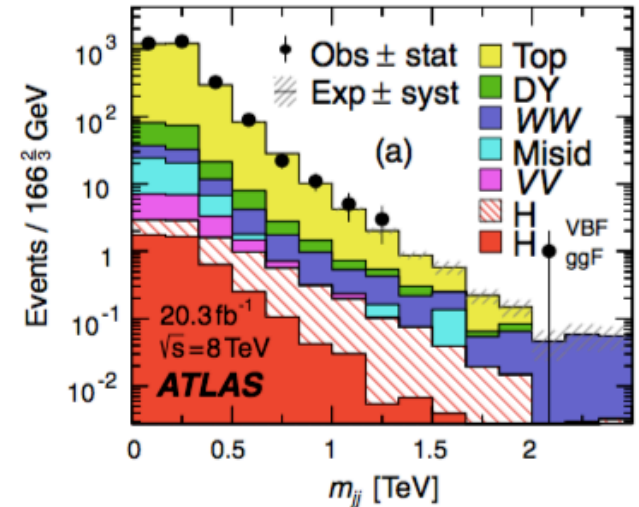 Events / 166 2/3 GeV
10³
10²
10
1
10⁻¹
10⁻²
Obs ± stat
Exp ± syst
(a)
Top
DY
WW
Misid
VV
H VBF
H ggF
20.3 fb⁻¹
√s = 8 TeV
ATLAS
0 0.5 1 1.5 2
m_jj [TeV]